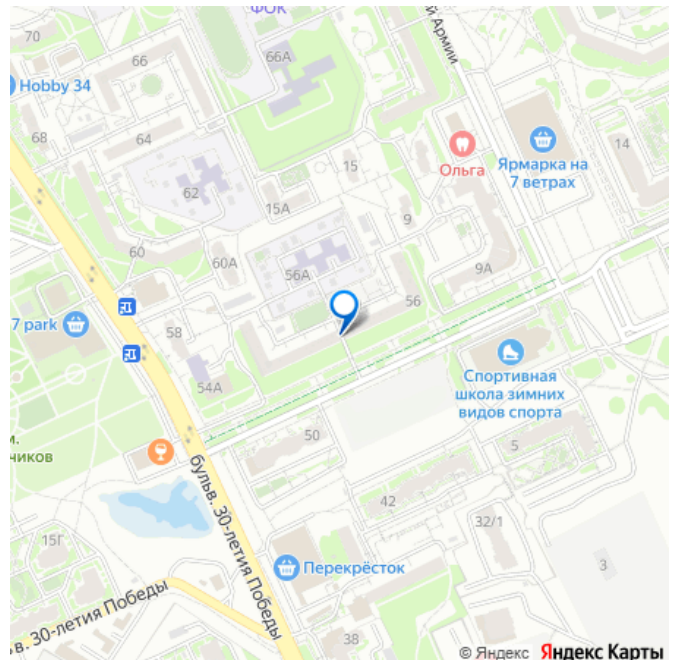 ФОК
70
66
66А
й Армии
Hobby 34
68
64
62
15
15А
Ольга
Ярмарка на
7 ветрах
14
9
60
60А
56А
9А
56
7 park
58
54А
Спортивная
школа зимних
видов спорта
м.
чиков
50
5
42
32/1
бульв. 30-летия Победы
15Г
3
Перекрёсток
в. 30-летия Победы
38
© Яндекс Яндекс Карты